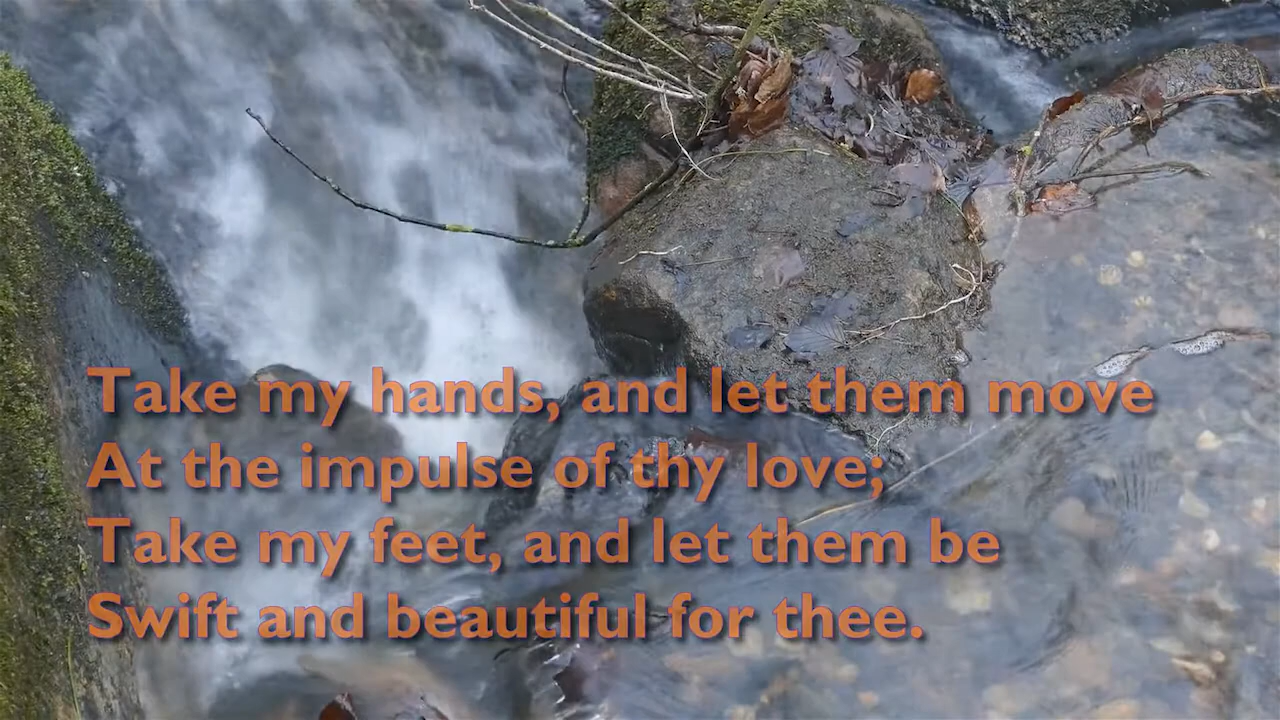 Take my hands, and let them move
At the impulse of thy love;
Take my feet, and let them be
Swift and beautiful for thee.